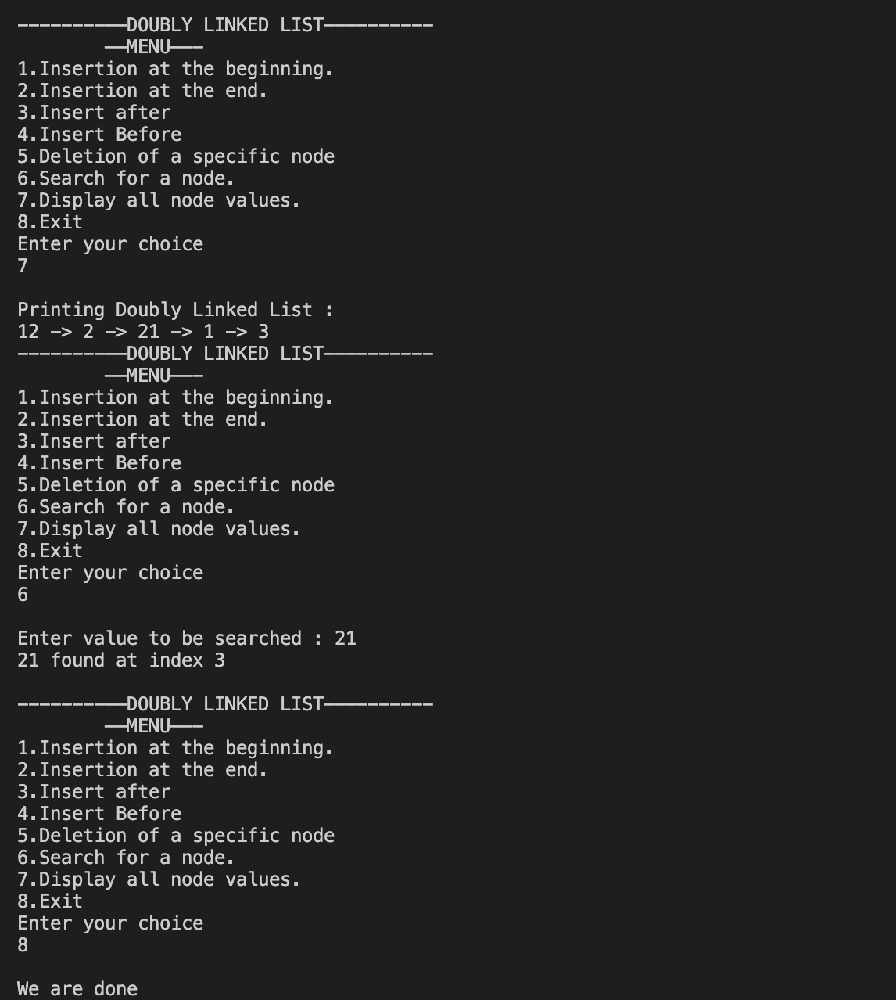 ----------DOUBLY LINKED LIST----------
        --MENU---
1.Insertion at the beginning.
2.Insertion at the end.
3.Insert after
4.Insert Before
5.Deletion of a specific node
6.Search for a node.
7.Display all node values.
8.Exit
Enter your choice
7
Printing Doubly Linked List :
12 -> 2 -> 21 -> 1 -> 3
----------DOUBLY LINKED LIST----------
        --MENU---
1.Insertion at the beginning.
2.Insertion at the end.
3.Insert after
4.Insert Before
5.Deletion of a specific node
6.Search for a node.
7.Display all node values.
8.Exit
Enter your choice
6
Enter value to be searched : 21
21 found at index 3
----------DOUBLY LINKED LIST----------
        --MENU---
1.Insertion at the beginning.
2.Insertion at the end.
3.Insert after
4.Insert Before
5.Deletion of a specific node
6.Search for a node.
7.Display all node values.
8.Exit
Enter your choice
8
We are done